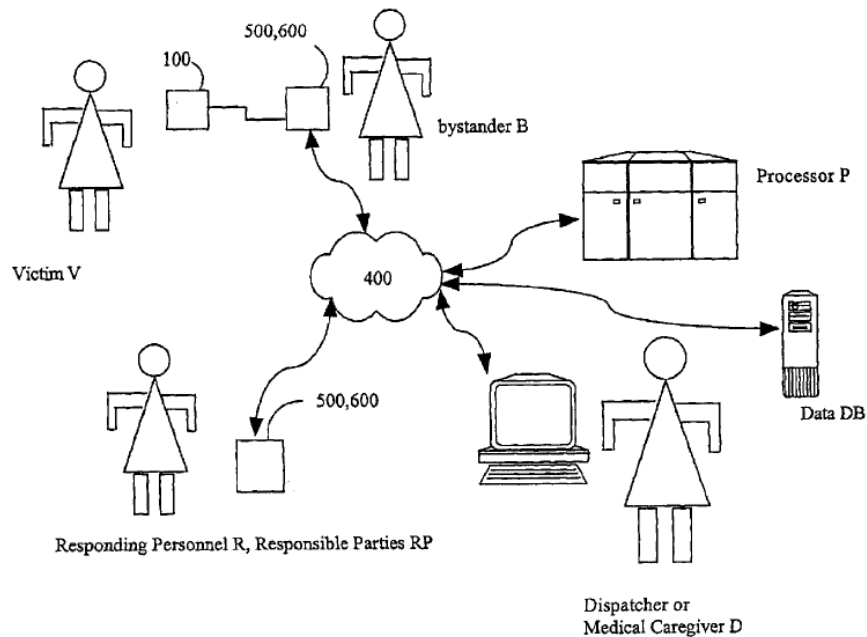 500,600
100
bystander B
Processor P
Victim V
400
500,600
Data DB
Responding Personnel R, Responsible Parties RP
Dispatcher or
Medical Caregiver D